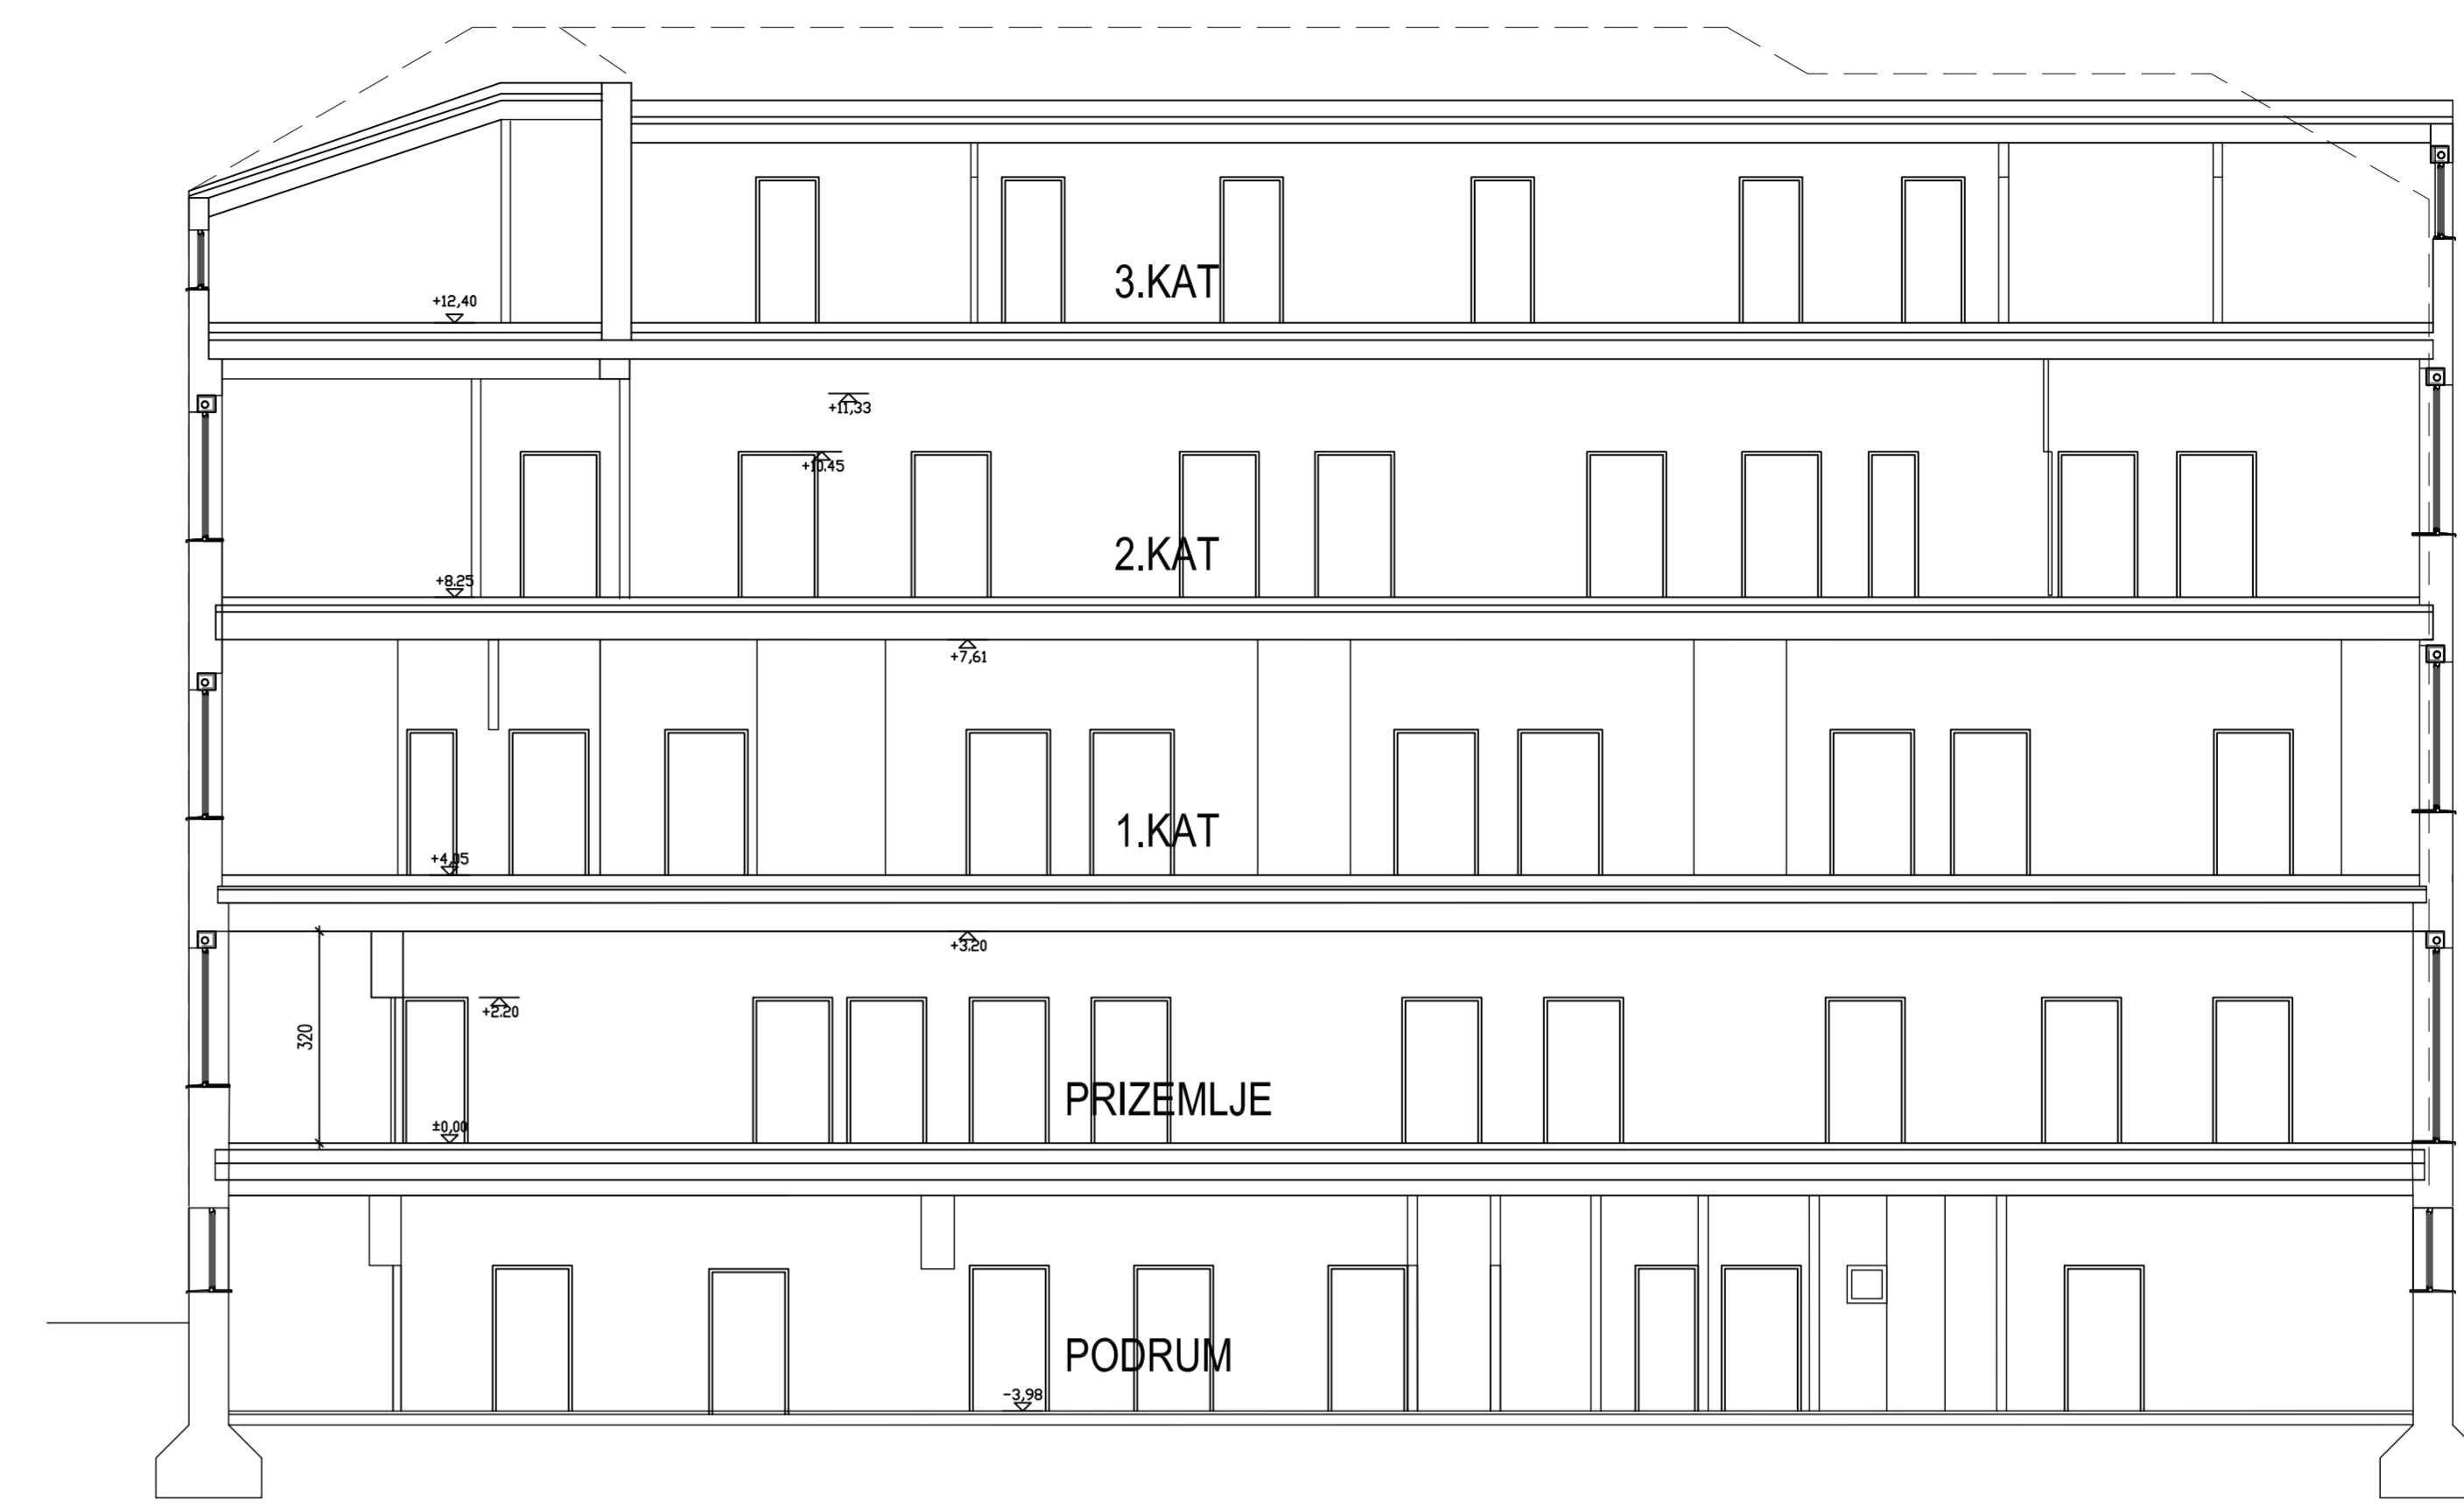 3.KAT
+12,40
+11,33
+10.45
2.KAT
+8.25
+7,61
1.KAT
+4,05
+3.20
+2.20
320
PRIZEMLJE
±0,00
PODRUM
-3,98